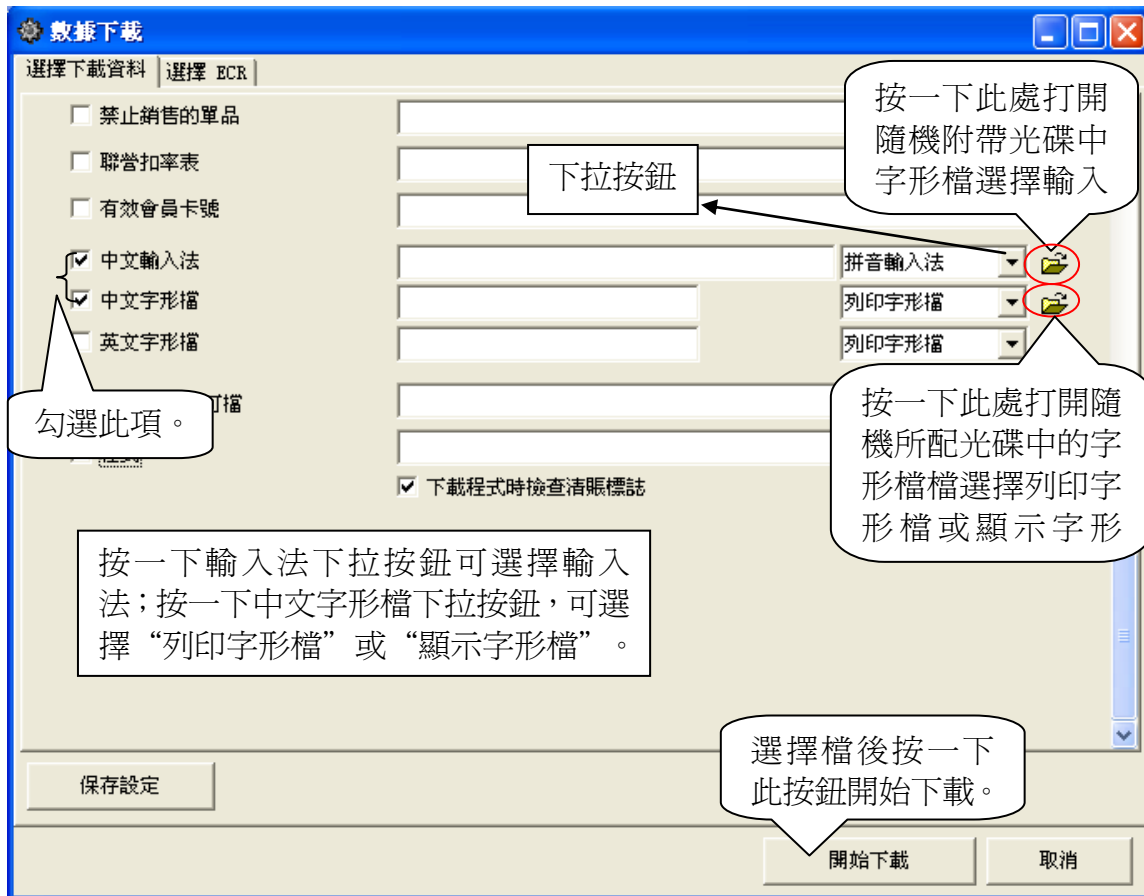 數據下載
選擇下載資料
選擇 ECR
禁止銷售的單品
聯營扣率表
有效會員卡號
中文輸入法
拼音輸入法
中文字形檔
列印字形檔
英文字形檔
列印字形檔
可檔
程式
下載程式時檢查清賬標誌
按一下此處打開
隨機附帶光碟中
字形檔選擇輸入
下拉按鈕
勾選此項。
按一下此處打開隨
機所配光碟中的字
形檔檔選擇列印字
形檔或顯示字形
按一下輸入法下拉按鈕可選擇輸入
法;按一下中文字形檔下拉按鈕,可選
擇“列印字形檔”或“顯示字形檔”。
選擇檔後按一下
此按鈕開始下載。
保存設定
開始下載
取消